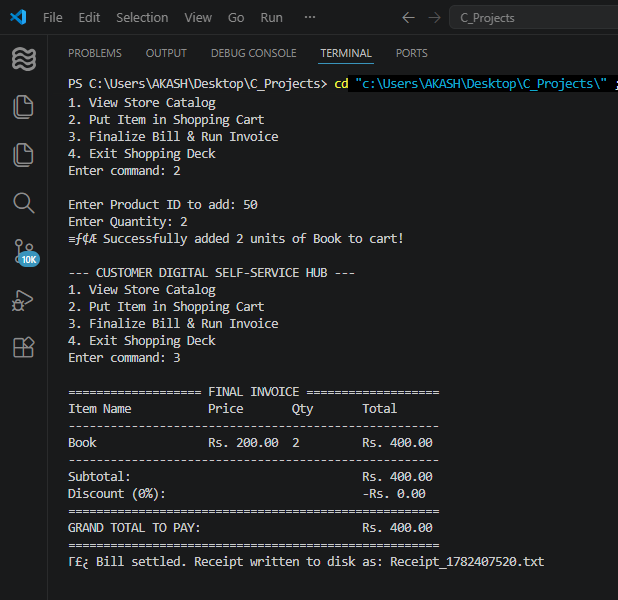 File Edit Selection View Go Run ··· C_Projects
PROBLEMS OUTPUT DEBUG CONSOLE TERMINAL PORTS
PS C:\Users\AKASH\Desktop\C_Projects> cd "c:\Users\AKASH\Desktop\C_Projects\" ;
1. View Store Catalog
2. Put Item in Shopping Cart
3. Finalize Bill & Run Invoice
4. Exit Shopping Deck
Enter command: 2
Enter Product ID to add: 50
Enter Quantity: 2
≡ƒ¢Æ Successfully added 2 units of Book to cart!
--- CUSTOMER DIGITAL SELF-SERVICE HUB ---
1. View Store Catalog
2. Put Item in Shopping Cart
3. Finalize Bill & Run Invoice
4. Exit Shopping Deck
Enter command: 3
=================== FINAL INVOICE ===================
Item Name Price Qty Total
-----------------------------------------------------
Book Rs. 200.00 2 Rs. 400.00
-----------------------------------------------------
Subtotal: Rs. 400.00
Discount (0%): -Rs. 0.00
=====================================================
GRAND TOTAL TO PAY: Rs. 400.00
=====================================================
Γ£¿ Bill settled. Receipt written to disk as: Receipt_1782407520.txt
10K